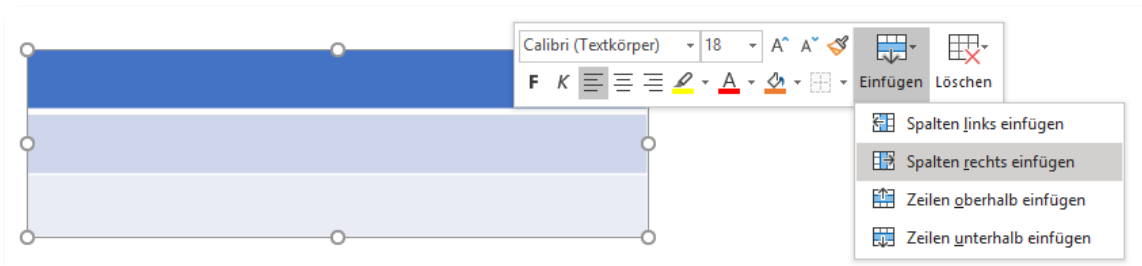 Calibri (Textkörper) 18 A A
F K A Einfügen Löschen
Spalten links einfügen
Spalten rechts einfügen
Zeilen oberhalb einfügen
Zeilen unterhalb einfügen